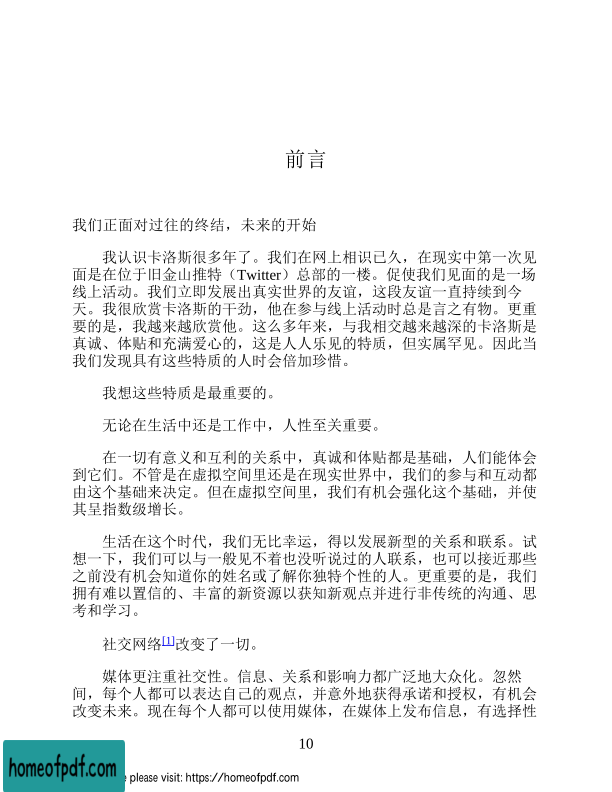 前言
我们正面对过往的终结，未来的开始
我认识卡洛斯很多年了。我们在网上相识已久，在现实中第一次见
面是在位于旧金山推特（Twitter）总部的一楼。促使我们见面的是一场
线上活动。我们立即发展出真实世界的友谊，这段友谊一直持续到今
天。我很欣赏卡洛斯的干劲，他在参与线上活动时总是言之有物。更重
要的是，我越来越欣赏他。这么多年来，与我相交越来越深的卡洛斯是
真诚、体贴和充满爱心的，这是人人乐见的特质，但实属罕见。因此当
我们发现具有这些特质的人时会倍加珍惜。
我想这些特质是最重要的。
无论在生活中还是工作中，人性至关重要。
在一切有意义和互利的关系中，真诚和体贴都是基础，人们能体会
到它们。不管是在虚拟空间里还是在现实世界中，我们的参与和互动都
由这个基础来决定。但在虚拟空间里，我们有机会强化这个基础，并使
其呈指数级增长。
生活在这个时代，我们无比幸运，得以发展新型的关系和联系。试
想一下，我们可以与一般见不着也没听说过的人联系，也可以接近那些
之前没有机会知道你的姓名或了解你独特个性的人。更重要的是，我们
拥有难以置信的、丰富的新资源以获知新观点并进行非传统的沟通、思
考和学习。
社交网络[1]改变了一切。
媒体更注重社交性。信息、关系和影响力都广泛地大众化。忽然
间，每个人都可以表达自己的观点，并意外地获得承诺和授权，有机会
改变未来。现在每个人都可以使用媒体，在媒体上发布信息，有选择性
10
homeofpdf.com
please visit: https://homeofpdf.com